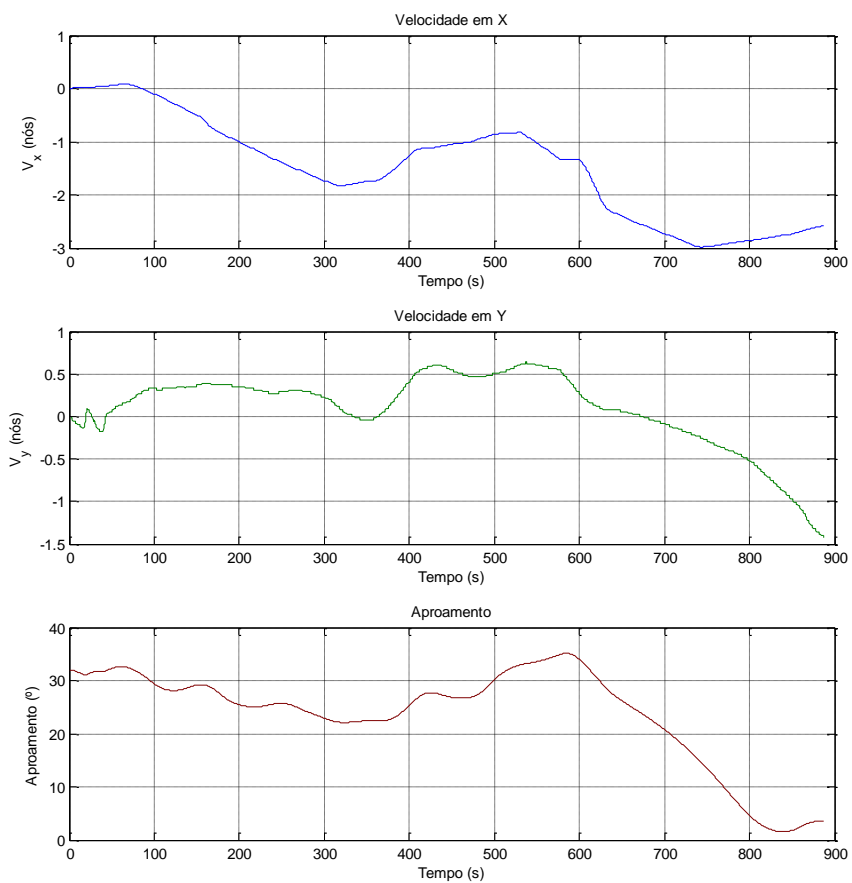 Velocidade em X
1
0
-1
-2
-3
V_x (nós)
0 100 200 300 400 500 600 700 800 900
Tempo (s)
Velocidade em Y
1
0.5
0
-0.5
-1
-1.5
V_y (nós)
0 100 200 300 400 500 600 700 800 900
Tempo (s)
Aproamento
40
30
20
10
0
Aproamento (º)
0 100 200 300 400 500 600 700 800 900
Tempo (s)